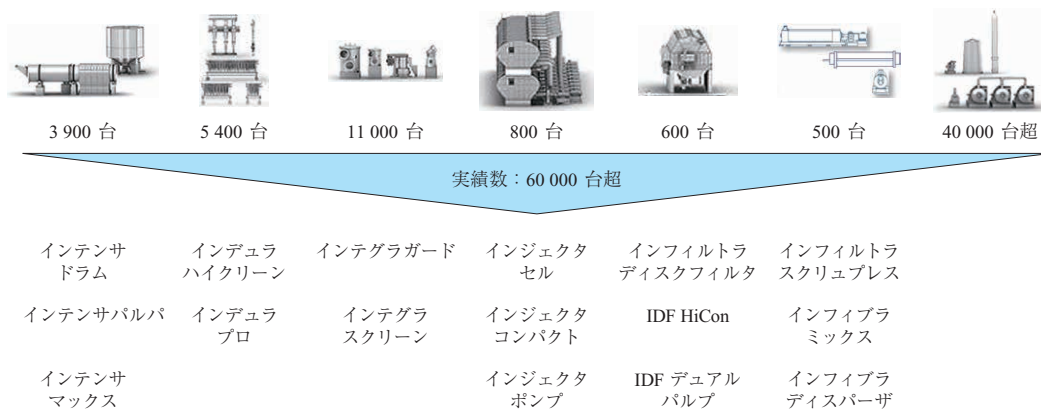 3 900 台 5 400 台 11 000 台 800 台 600 台 500 台 40 000 台超
実績数：60 000 台超
インテンサ インデュラ インテグラガード インジェクタ インフィルトラ インフィルトラ
ドラム ハイクリーン セル ディスクフィルタ スクリュプレス
インテンサパルパ インデュラ インテグラ インジェクタ IDF HiCon インフィブラ
プロ スクリーン コンパクト ミックス
インテンサ インジェクタ IDF デュアル インフィブラ
マックス ポンプ パルプ ディスパーザ